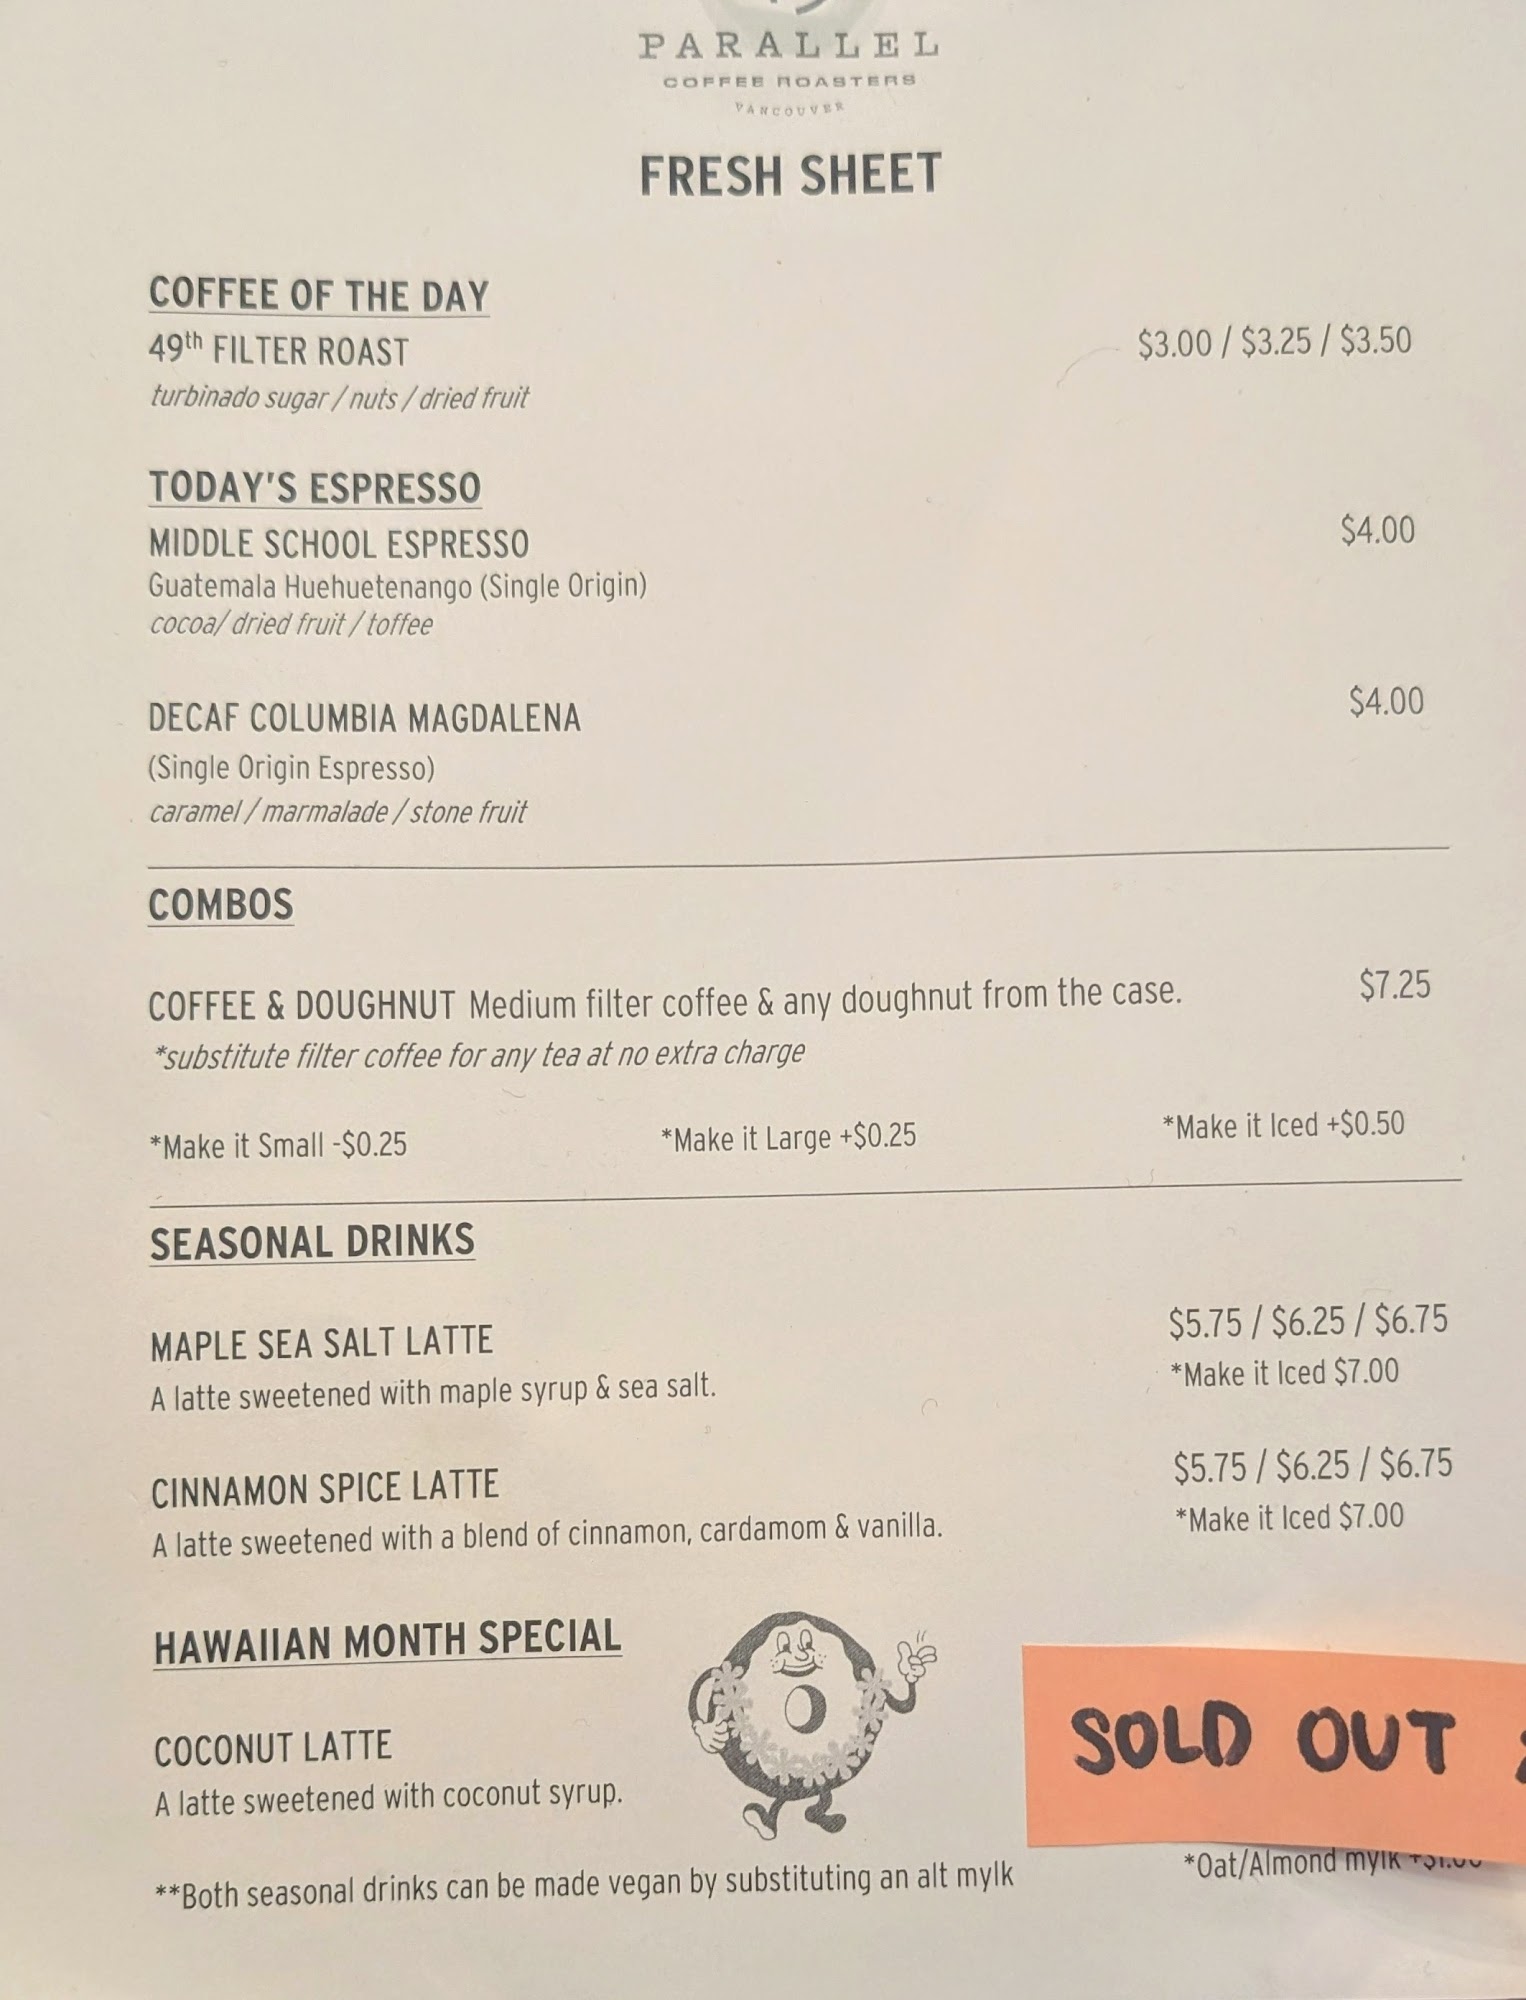 PARALLEL
COFFEE ROASTERS
VANCOUVER
FRESH SHEET
COFFEE OF THE DAY
49th FILTER ROAST $3.00 / $3.25 / $3.50
turbinado sugar / nuts / dried fruit
TODAY'S ESPRESSO
MIDDLE SCHOOL ESPRESSO $4.00
Guatemala Huehuetenango (Single Origin)
cocoa/ dried fruit / toffee
DECAF COLUMBIA MAGDALENA $4.00
(Single Origin Espresso)
caramel / marmalade / stone fruit
COMBOS
COFFEE & DOUGHNUT Medium filter coffee & any doughnut from the case. $7.25
*substitute filter coffee for any tea at no extra charge
*Make it Small -$0.25 *Make it Large +$0.25 *Make it Iced +$0.50
SEASONAL DRINKS
MAPLE SEA SALT LATTE $5.75 / $6.25 / $6.75
A latte sweetened with maple syrup & sea salt. *Make it Iced $7.00
CINNAMON SPICE LATTE $5.75 / $6.25 / $6.75
A latte sweetened with a blend of cinnamon, cardamom & vanilla. *Make it Iced $7.00
HAWAIIAN MONTH SPECIAL
COCONUT LATTE SOLD OUT
A latte sweetened with coconut syrup.
**Both seasonal drinks can be made vegan by substituting an alt mylk *Oat/Almond mylk +$1.00